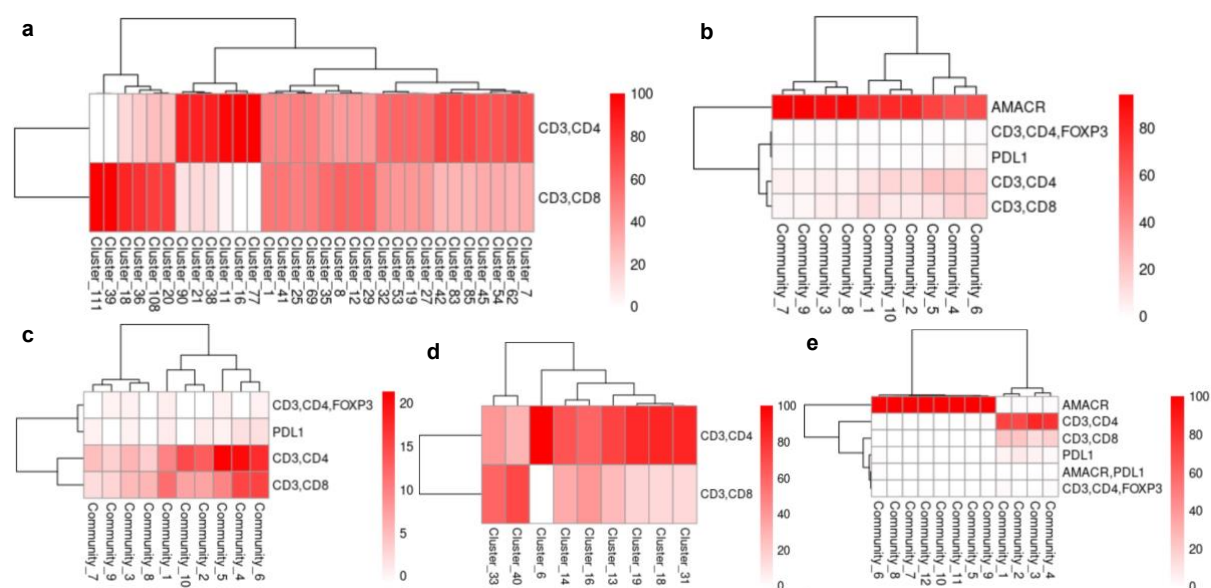 a
CD3,CD4
CD3,CD8
100
80
60
40
20
0
Cluster_111
Cluster_39
Cluster_18
Cluster_36
Cluster_108
Cluster_20
Cluster_90
Cluster_21
Cluster_38
Cluster_11
Cluster_16
Cluster_77
Cluster_1
Cluster_41
Cluster_25
Cluster_69
Cluster_35
Cluster_8
Cluster_12
Cluster_29
Cluster_32
Cluster_53
Cluster_19
Cluster_27
Cluster_42
Cluster_83
Cluster_85
Cluster_45
Cluster_54
Cluster_62
Cluster_7
b
AMACR
CD3,CD4,FOXP3
PDL1
CD3,CD4
CD3,CD8
80
60
40
20
0
Community_7
Community_9
Community_3
Community_8
Community_1
Community_10
Community_2
Community_5
Community_4
Community_6
c
CD3,CD4,FOXP3
PDL1
CD3,CD4
CD3,CD8
20
15
10
5
0
Community_7
Community_9
Community_3
Community_8
Community_1
Community_10
Community_2
Community_5
Community_4
Community_6
d
CD3,CD4
CD3,CD8
100
80
60
40
20
0
Cluster_33
Cluster_40
Cluster_6
Cluster_14
Cluster_16
Cluster_13
Cluster_19
Cluster_18
Cluster_31
e
AMACR
CD3,CD4
CD3,CD8
PDL1
AMACR,PDL1
CD3,CD4,FOXP3
100
80
60
40
20
0
Community_6
Community_8
Community_7
Community_12
Community_10
Community_11
Community_5
Community_9
Community_1
Community_2
Community_3
Community_4